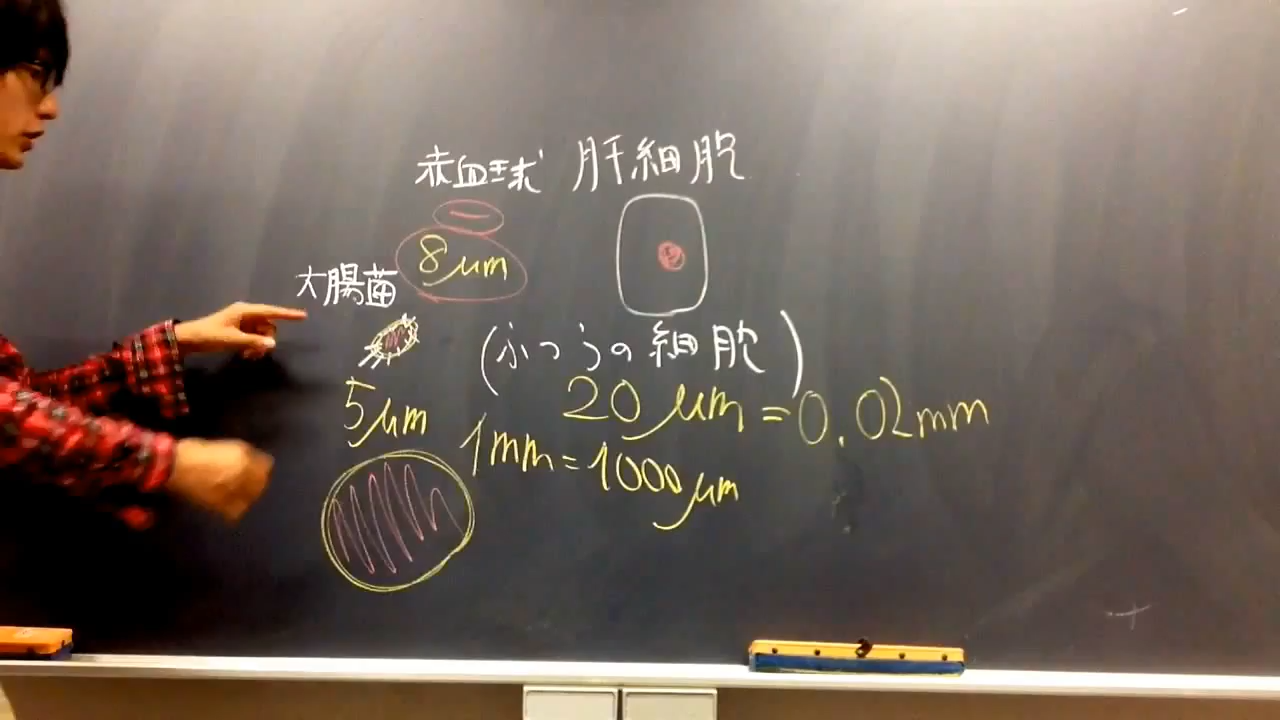 赤血球 肝細胞
8μm
大腸菌
(ふつうの細胞)
5μm
20μm=0.02mm
1mm=1000μm